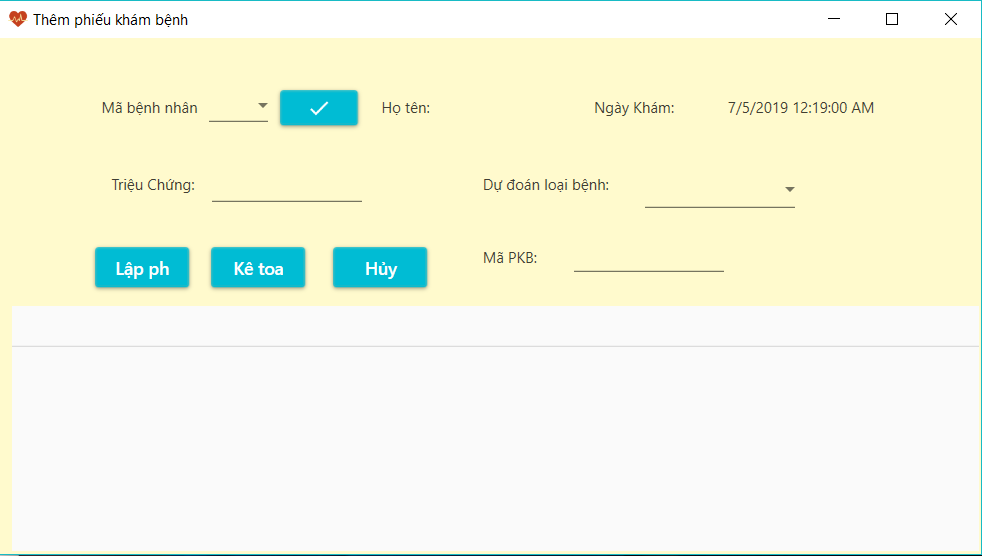 Thêm phiếu khám bệnh
Mã bệnh nhân Họ tên: Ngày Khám: 7/5/2019 12:19:00 AM
Triệu Chứng: Dự đoán loại bệnh:
Lập ph Kê toa Hủy Mã PKB: